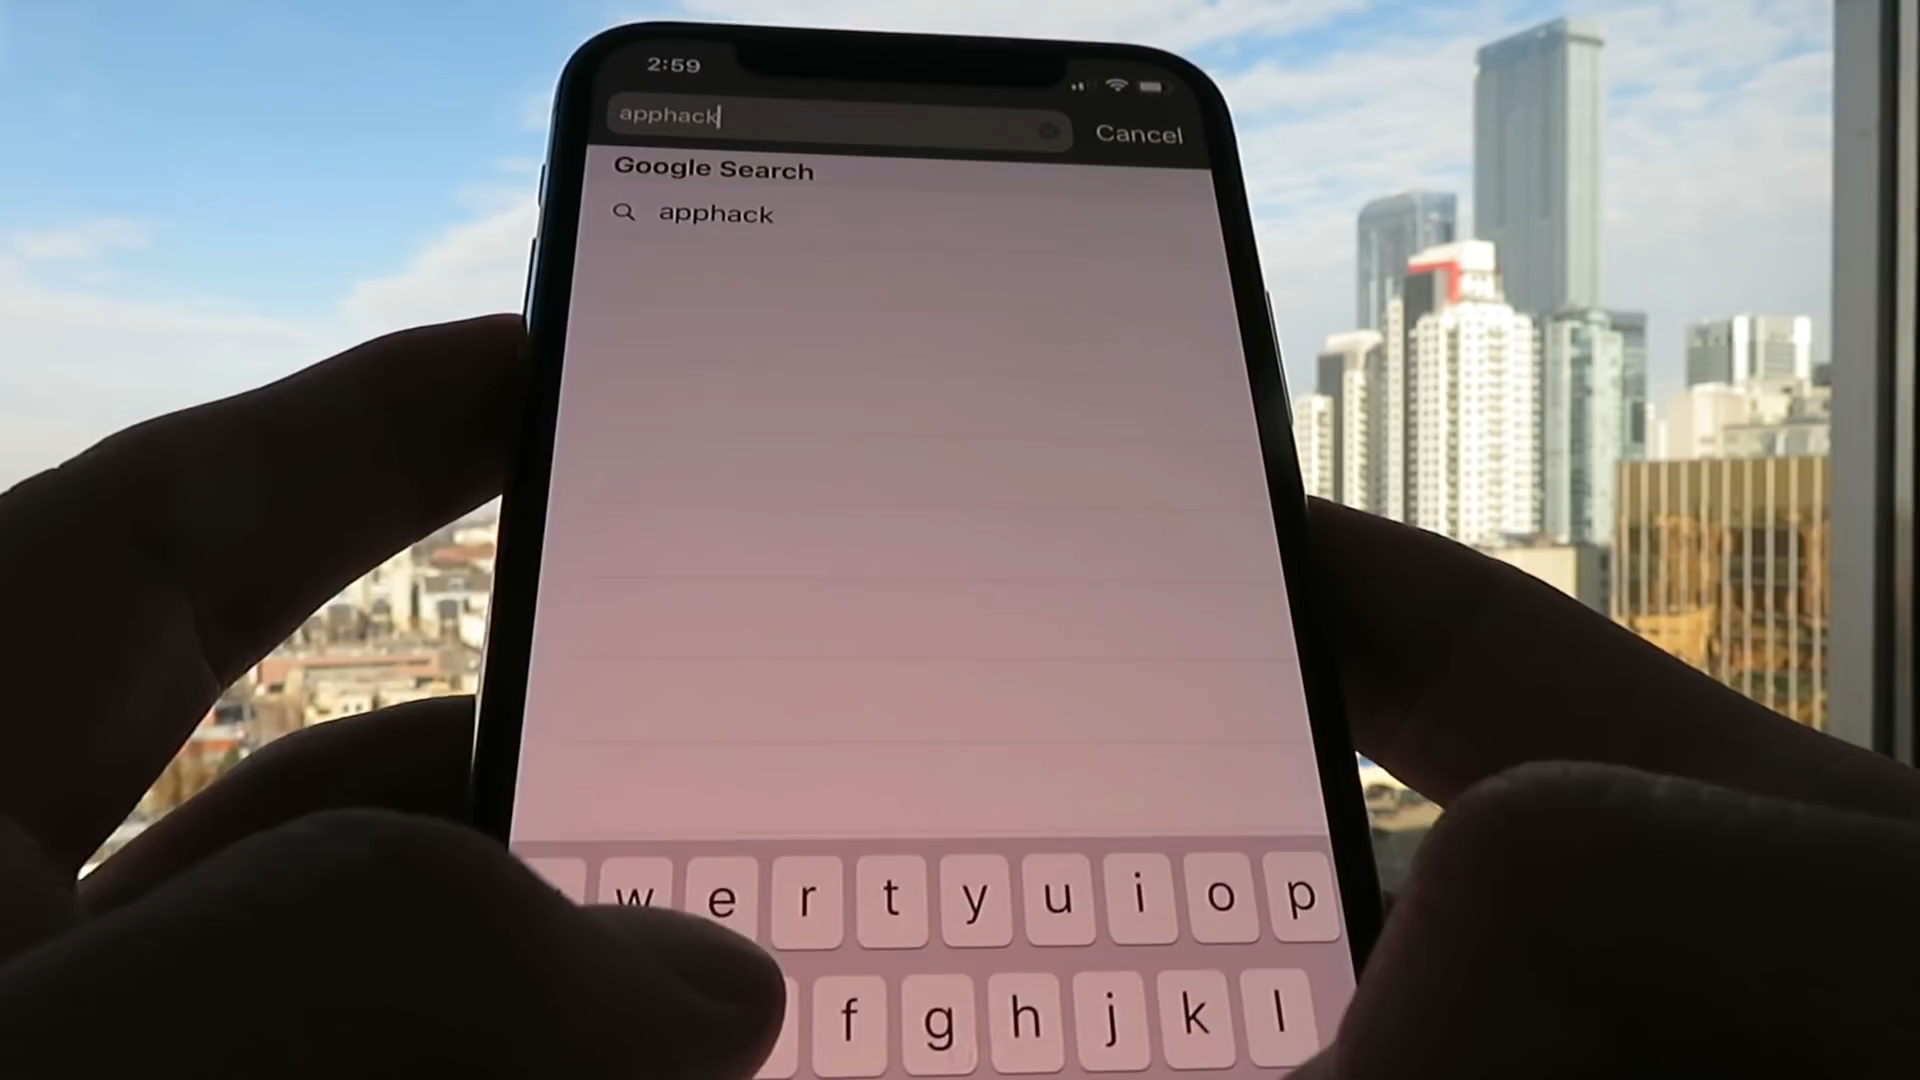 2:59
apphack
Cancel
Google Search
apphack
w e r t y u i o p
f g h j k l